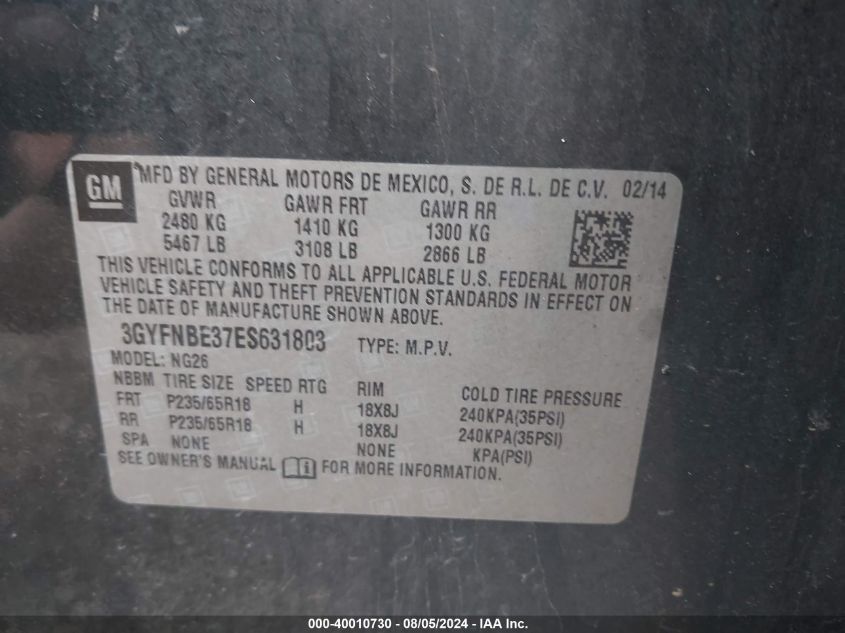 GM
MFD BY GENERAL MOTORS DE MEXICO, S. DE R.L. DE C.V. 02/14
GVWR GAWR FRT GAWR RR
2480 KG 1410 KG 1300 KG
5467 LB 3108 LB 2866 LB
THIS VEHICLE CONFORMS TO ALL APPLICABLE U.S. FEDERAL MOTOR
VEHICLE SAFETY AND THEFT PREVENTION STANDARDS IN EFFECT ON
THE DATE OF MANUFACTURE SHOWN ABOVE.
3GYFNBE37ES631803 TYPE: M.P.V.
MODEL: NG26
NBBM TIRE SIZE SPEED RTG RIM COLD TIRE PRESSURE
FRT P235/65R18 H 18X8J 240KPA(35PSI)
RR P235/65R18 H 18X8J 240KPA(35PSI)
SPA NONE NONE KPA(PSI)
SEE OWNER'S MANUAL FOR MORE INFORMATION.
000-40010730 - 08/05/2024 - IAA Inc.